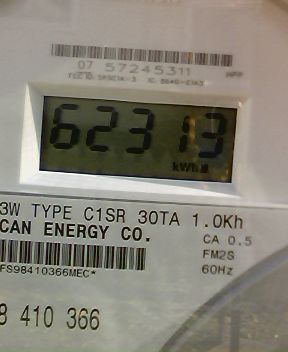 07 57245311
HPP
62313
kWh
3W TYPE C1SR 30TA 1.0Kh
CAN ENERGY CO.
CA 0.5
FM2S
60Hz
FS98410366MEC*
8 410 366